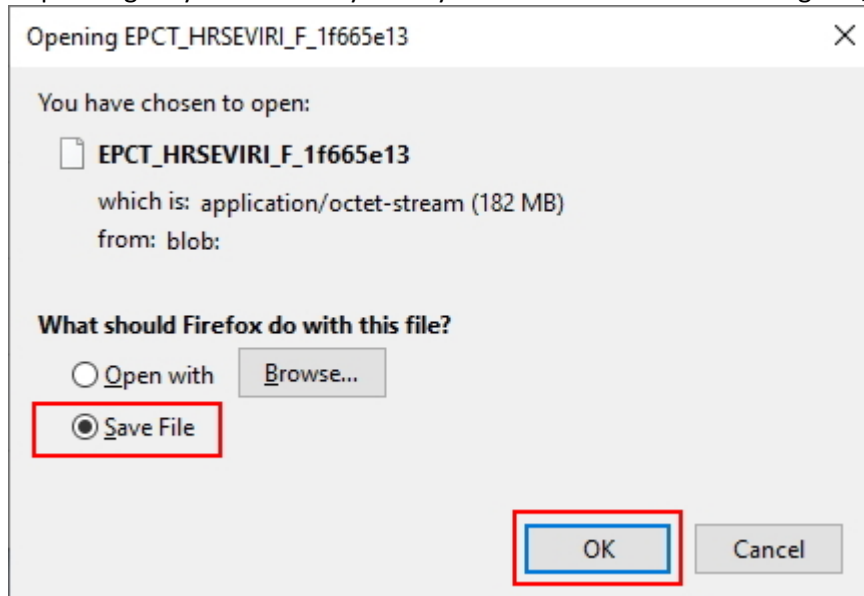 Opening EPCT_HRSEVIRI_F_1f665e13
You have chosen to open:
EPCT_HRSEVIRI_F_1f665e13
which is: application/octet-stream (182 MB)
from: blob:
What should Firefox do with this file?
Open with Browse...
Save File
OK Cancel